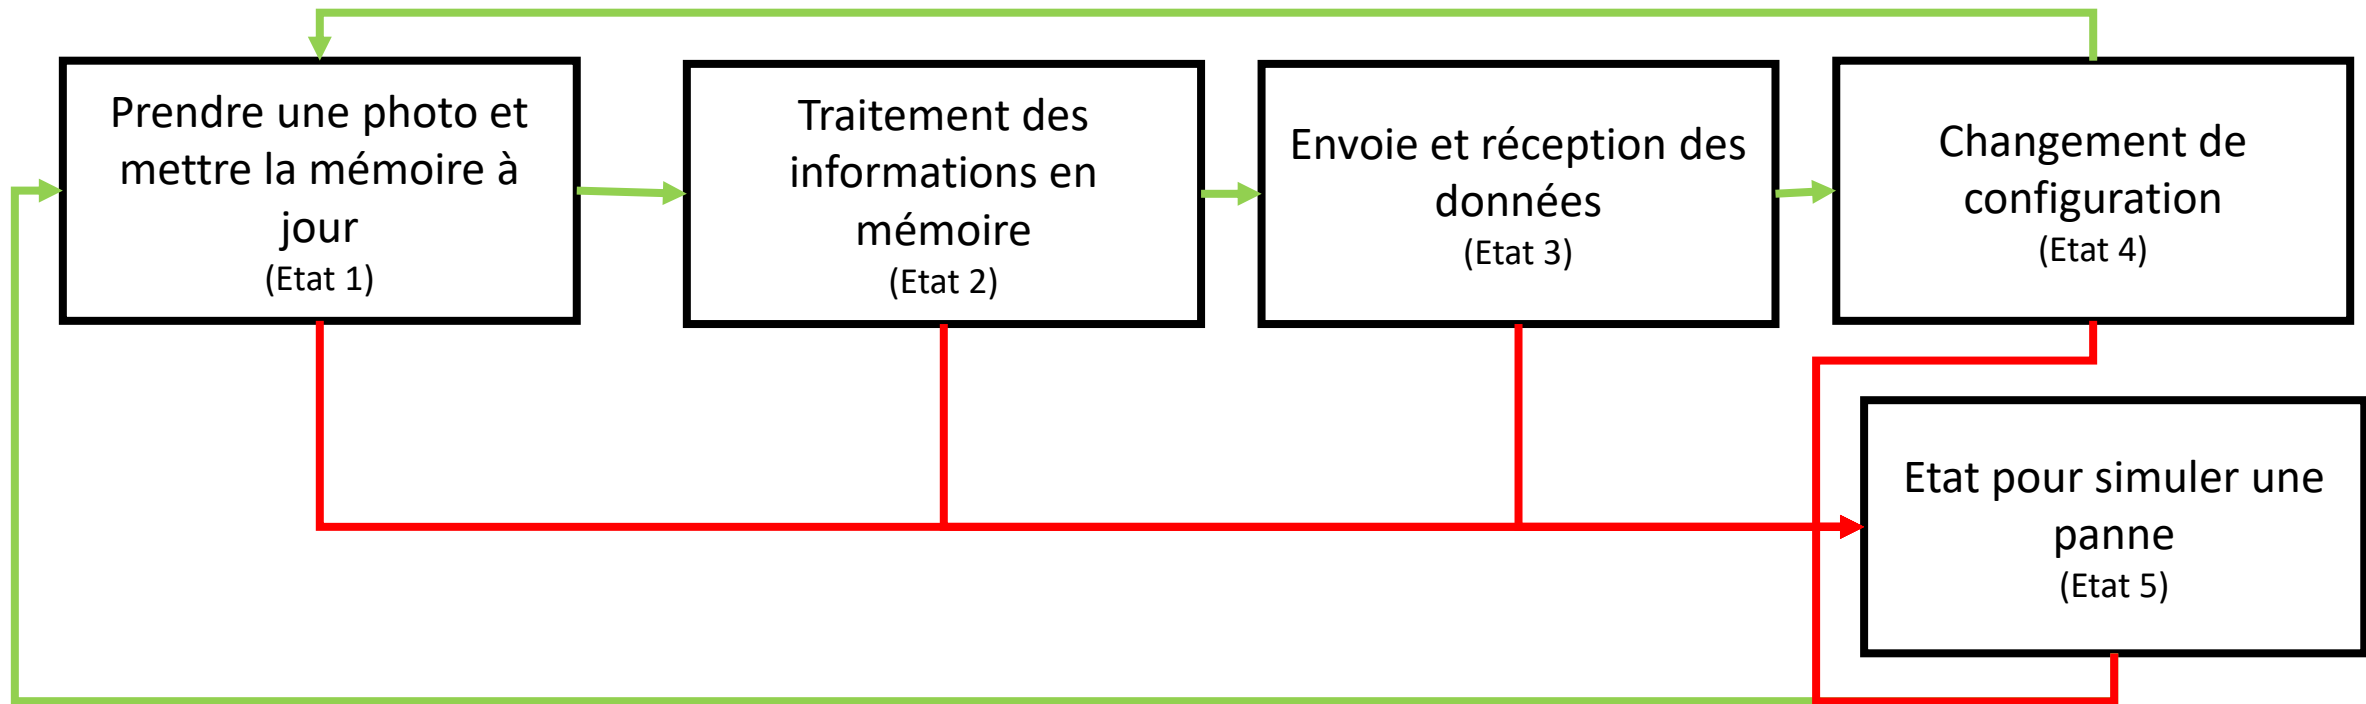 Prendre une photo et
mettre la mémoire à
jour
(Etat 1)
Traitement des
informations en
mémoire
(Etat 2)
Envoie et réception des
données
(Etat 3)
Changement de
configuration
(Etat 4)
Etat pour simuler une
panne
(Etat 5)